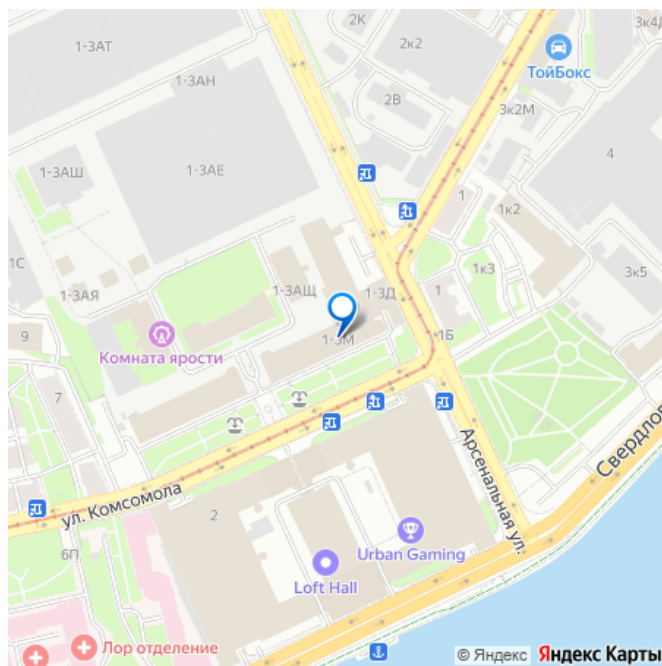 2К
3к4Д
1-3АТ
2к2
ТойБокс
1-3АН
2В
3к2М
1-3АЕ
4
1-3АШ
1
1к2
1С
1к3
3к5
1-3АЩ
1-3Д
1-3АЯ
1
9
1-3М
1Б
Комната ярости
7
Свердлов
Арсенальная ул.
ул. Комсомола
2
6П
Urban Gaming
Loft Hall
Лор отделение
© Яндекс Яндекс Карты